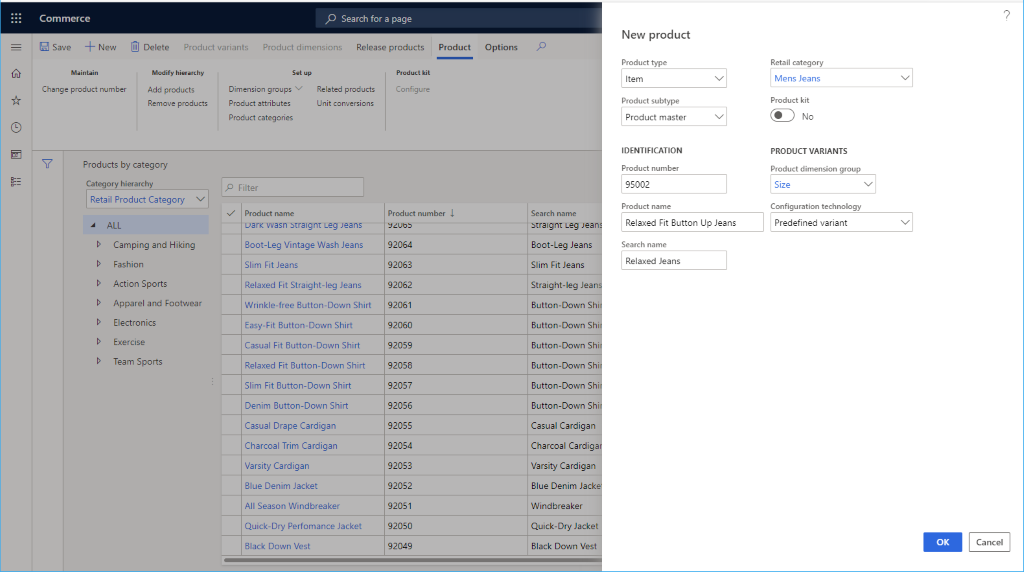 Commerce
Search for a page
Save
New
Delete
Product variants
Product dimensions
Release products
Product
Options
Maintain
Change product number
Modify hierarchy
Add products
Remove products
Set up
Dimension groups
Product attributes
Product categories
Related products
Unit conversions
Product kit
Configure
Products by category
Category hierarchy
Retail Product Category
ALL
Camping and Hiking
Fashion
Action Sports
Apparel and Footwear
Electronics
Exercise
Team Sports
Filter
Product name Product number Search name
Dark Wash Straight Leg Jeans 92065 Straight Leg Jeans
Boot-Leg Vintage Wash Jeans 92064 Boot-Leg Jeans
Slim Fit Jeans 92063 Slim Fit Jeans
Relaxed Fit Straight-leg Jeans 92062 Straight-leg Jeans
Wrinkle-free Button-Down Shirt 92061 Button-Down Shi
Easy-Fit Button-Down Shirt 92060 Button-Down Shi
Casual Fit Button-Down Shirt 92059 Button-Down Shi
Relaxed Fit Button-Down Shirt 92058 Button-Down Shi
Slim Fit Button-Down Shirt 92057 Button-Down Shi
Denim Button-Down Shirt 92056 Button-Down Shi
Casual Drape Cardigan 92055 Casual Cardigan
Charcoal Trim Cardigan 92054 Charcoal Cardiga
Varsity Cardigan 92053 Varsity Cardigan
Blue Denim Jacket 92052 Blue Denim Jacke
All Season Windbreaker 92051 Windbreaker
Quick-Dry Perfomance Jacket 92050 Quick-Dry Jacket
Black Down Vest 92049 Black Down Vest
?
New product
Product type
Item
Product subtype
Product master
Retail category
Mens Jeans
Product kit
No
IDENTIFICATION
Product number
95002
Product name
Relaxed Fit Button Up Jeans
Search name
Relaxed Jeans
PRODUCT VARIANTS
Product dimension group
Size
Configuration technology
Predefined variant
OK
Cancel